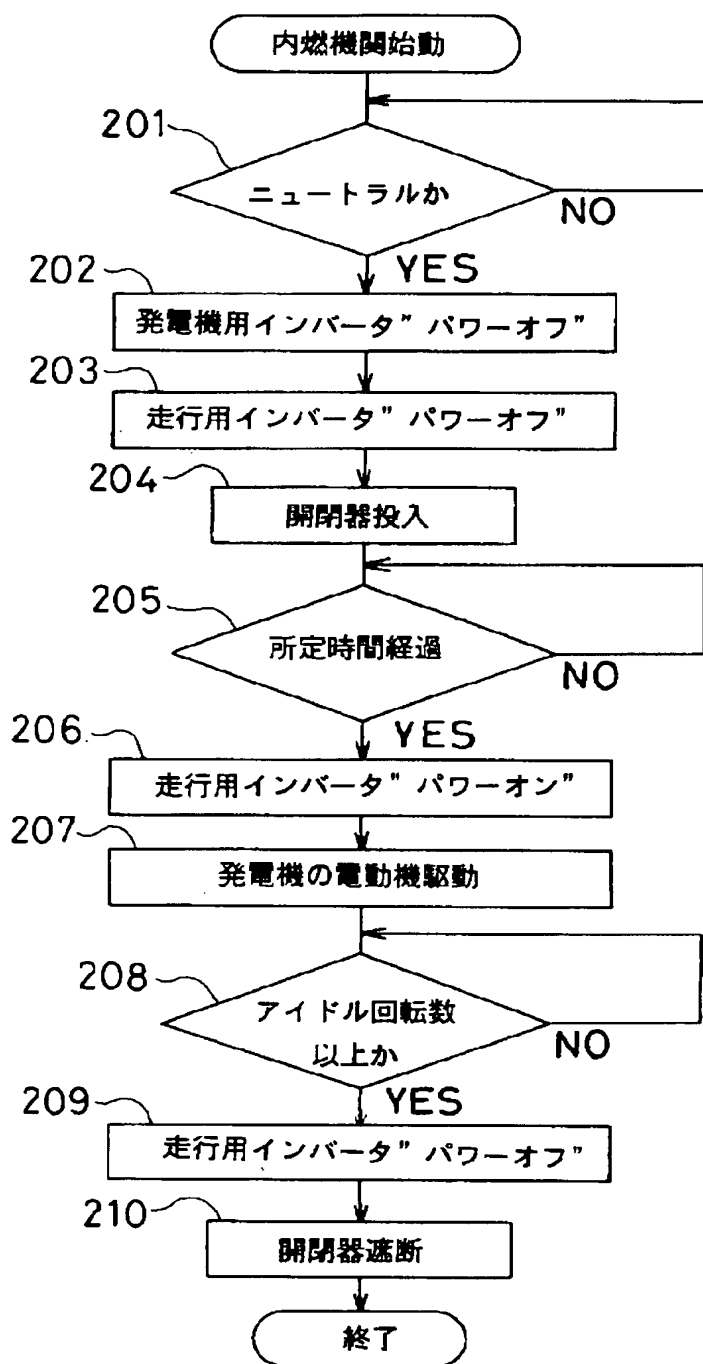 内燃機関始動
201
ニュートラルか
NO
YES
202
発電機用インバータ”パワーオフ”
203
走行用インバータ”パワーオフ”
204
開閉器投入
205
所定時間経過
NO
YES
206
走行用インバータ”パワーオン”
207
発電機の電動機駆動
208
アイドル回転数
以上か
NO
YES
209
走行用インバータ”パワーオフ”
210
開閉器遮断
終了